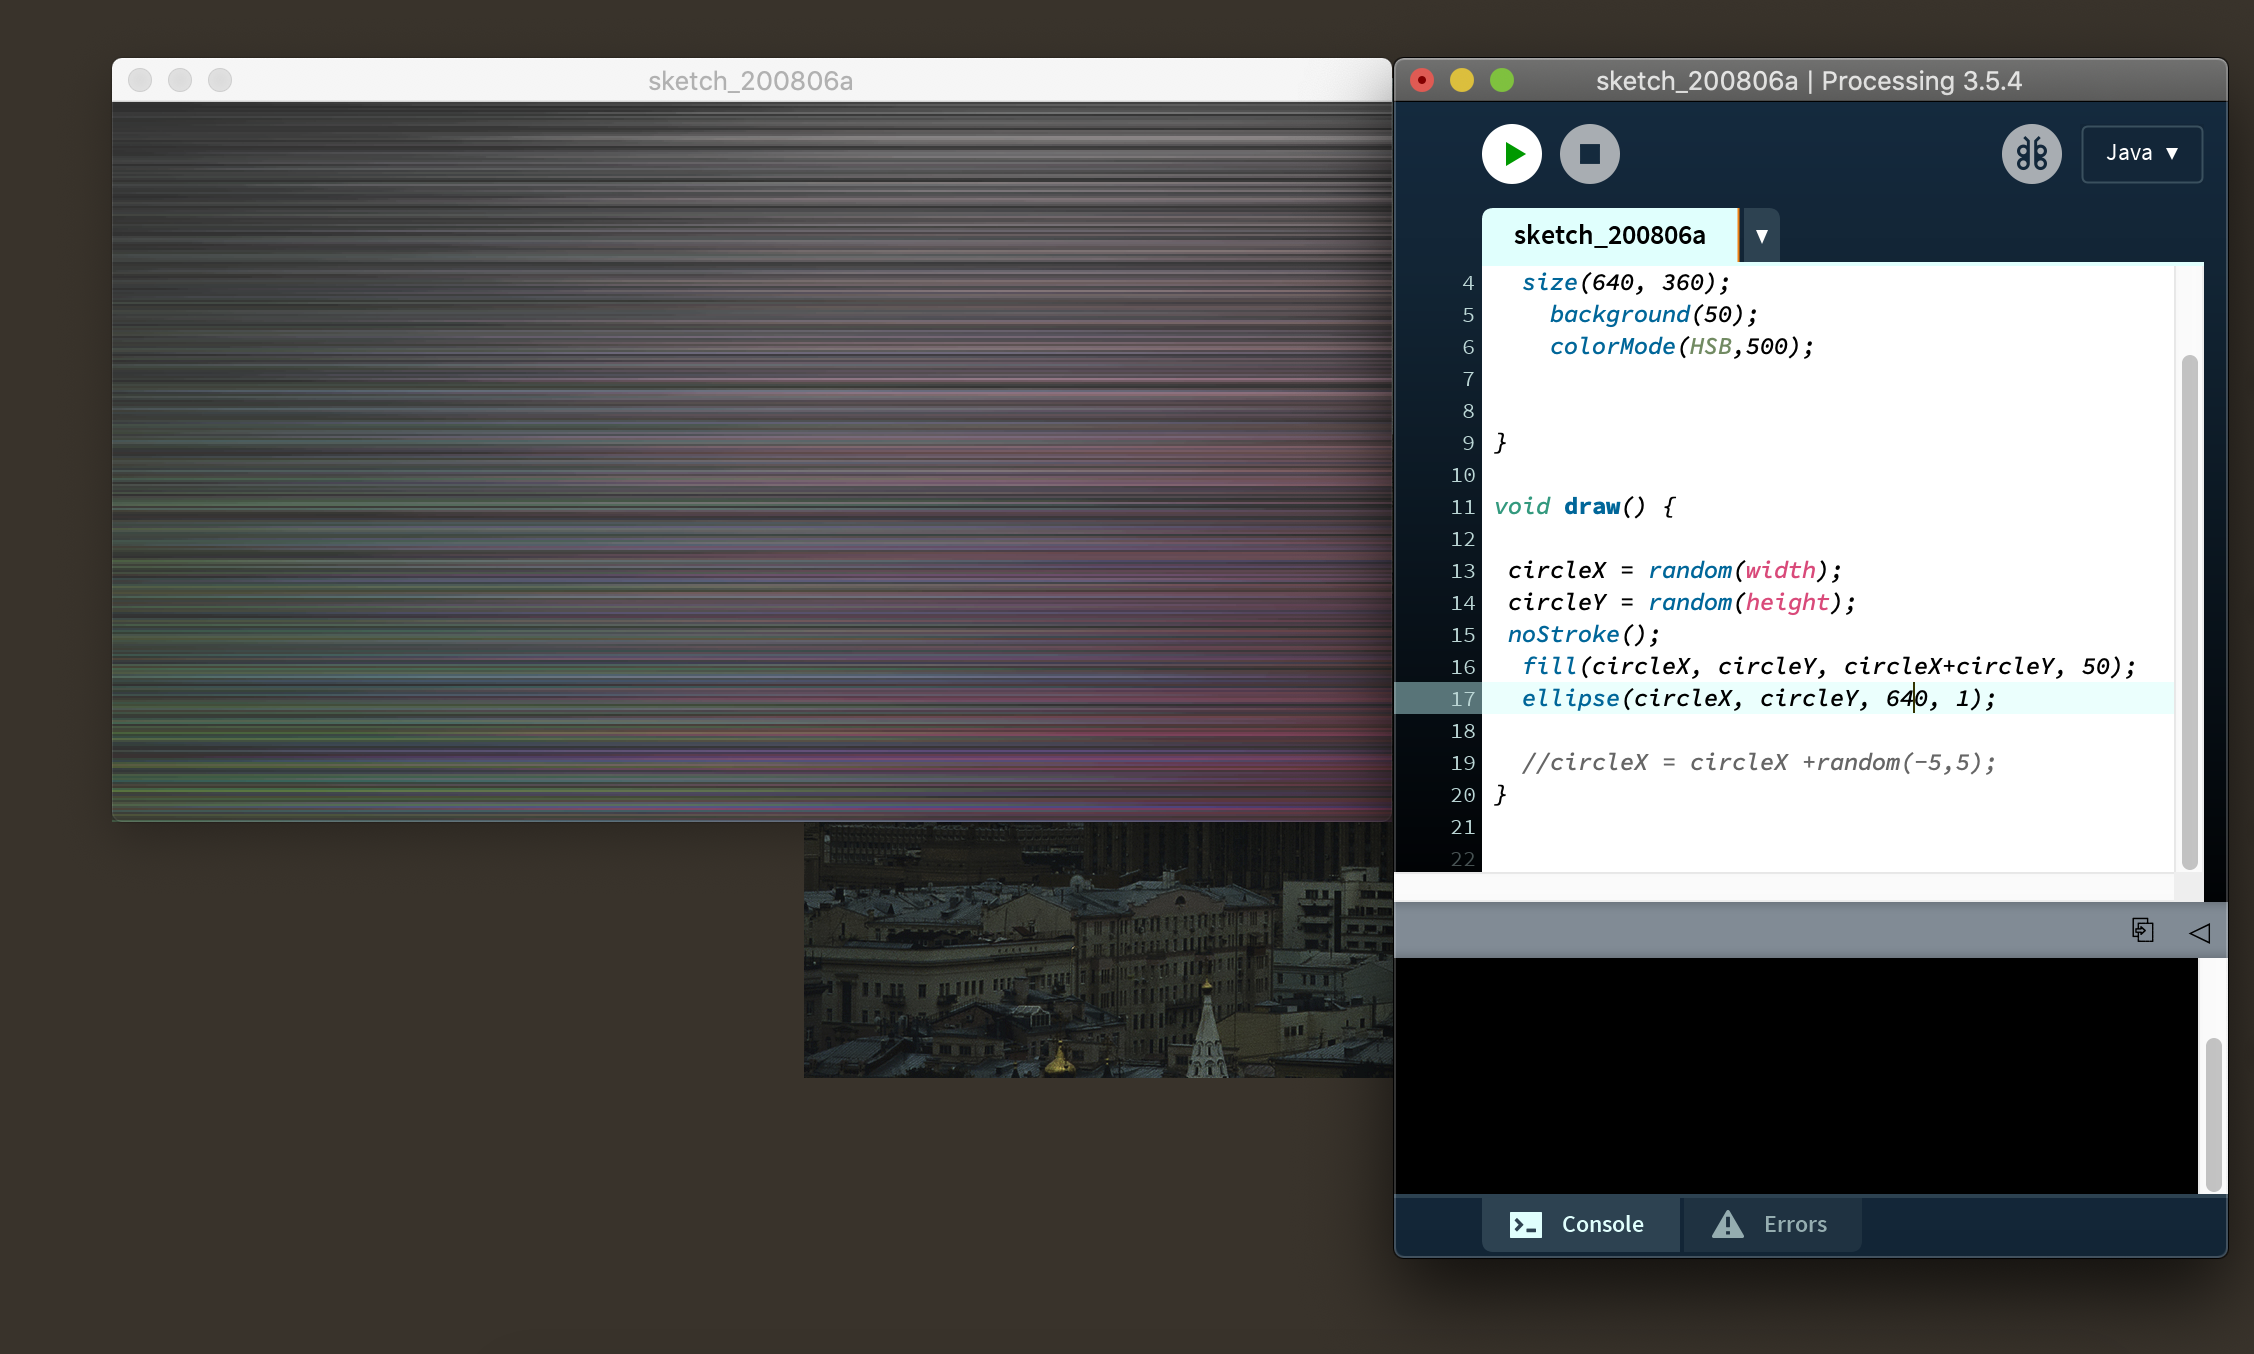 sketch_200806a
sketch_200806a | Processing 3.5.4
Java ▼
sketch_200806a
▼
4 size(640, 360);
5 background(50);
6 colorMode(HSB,500);
7
8
9 }
10
11 void draw() {
12
13 circleX = random(width);
14 circleY = random(height);
15 noStroke();
16 fill(circleX, circleY, circleX+circleY, 50);
17 ellipse(circleX, circleY, 640, 1);
18
19 //circleX = circleX +random(-5,5);
20 }
21
22
Console
Errors